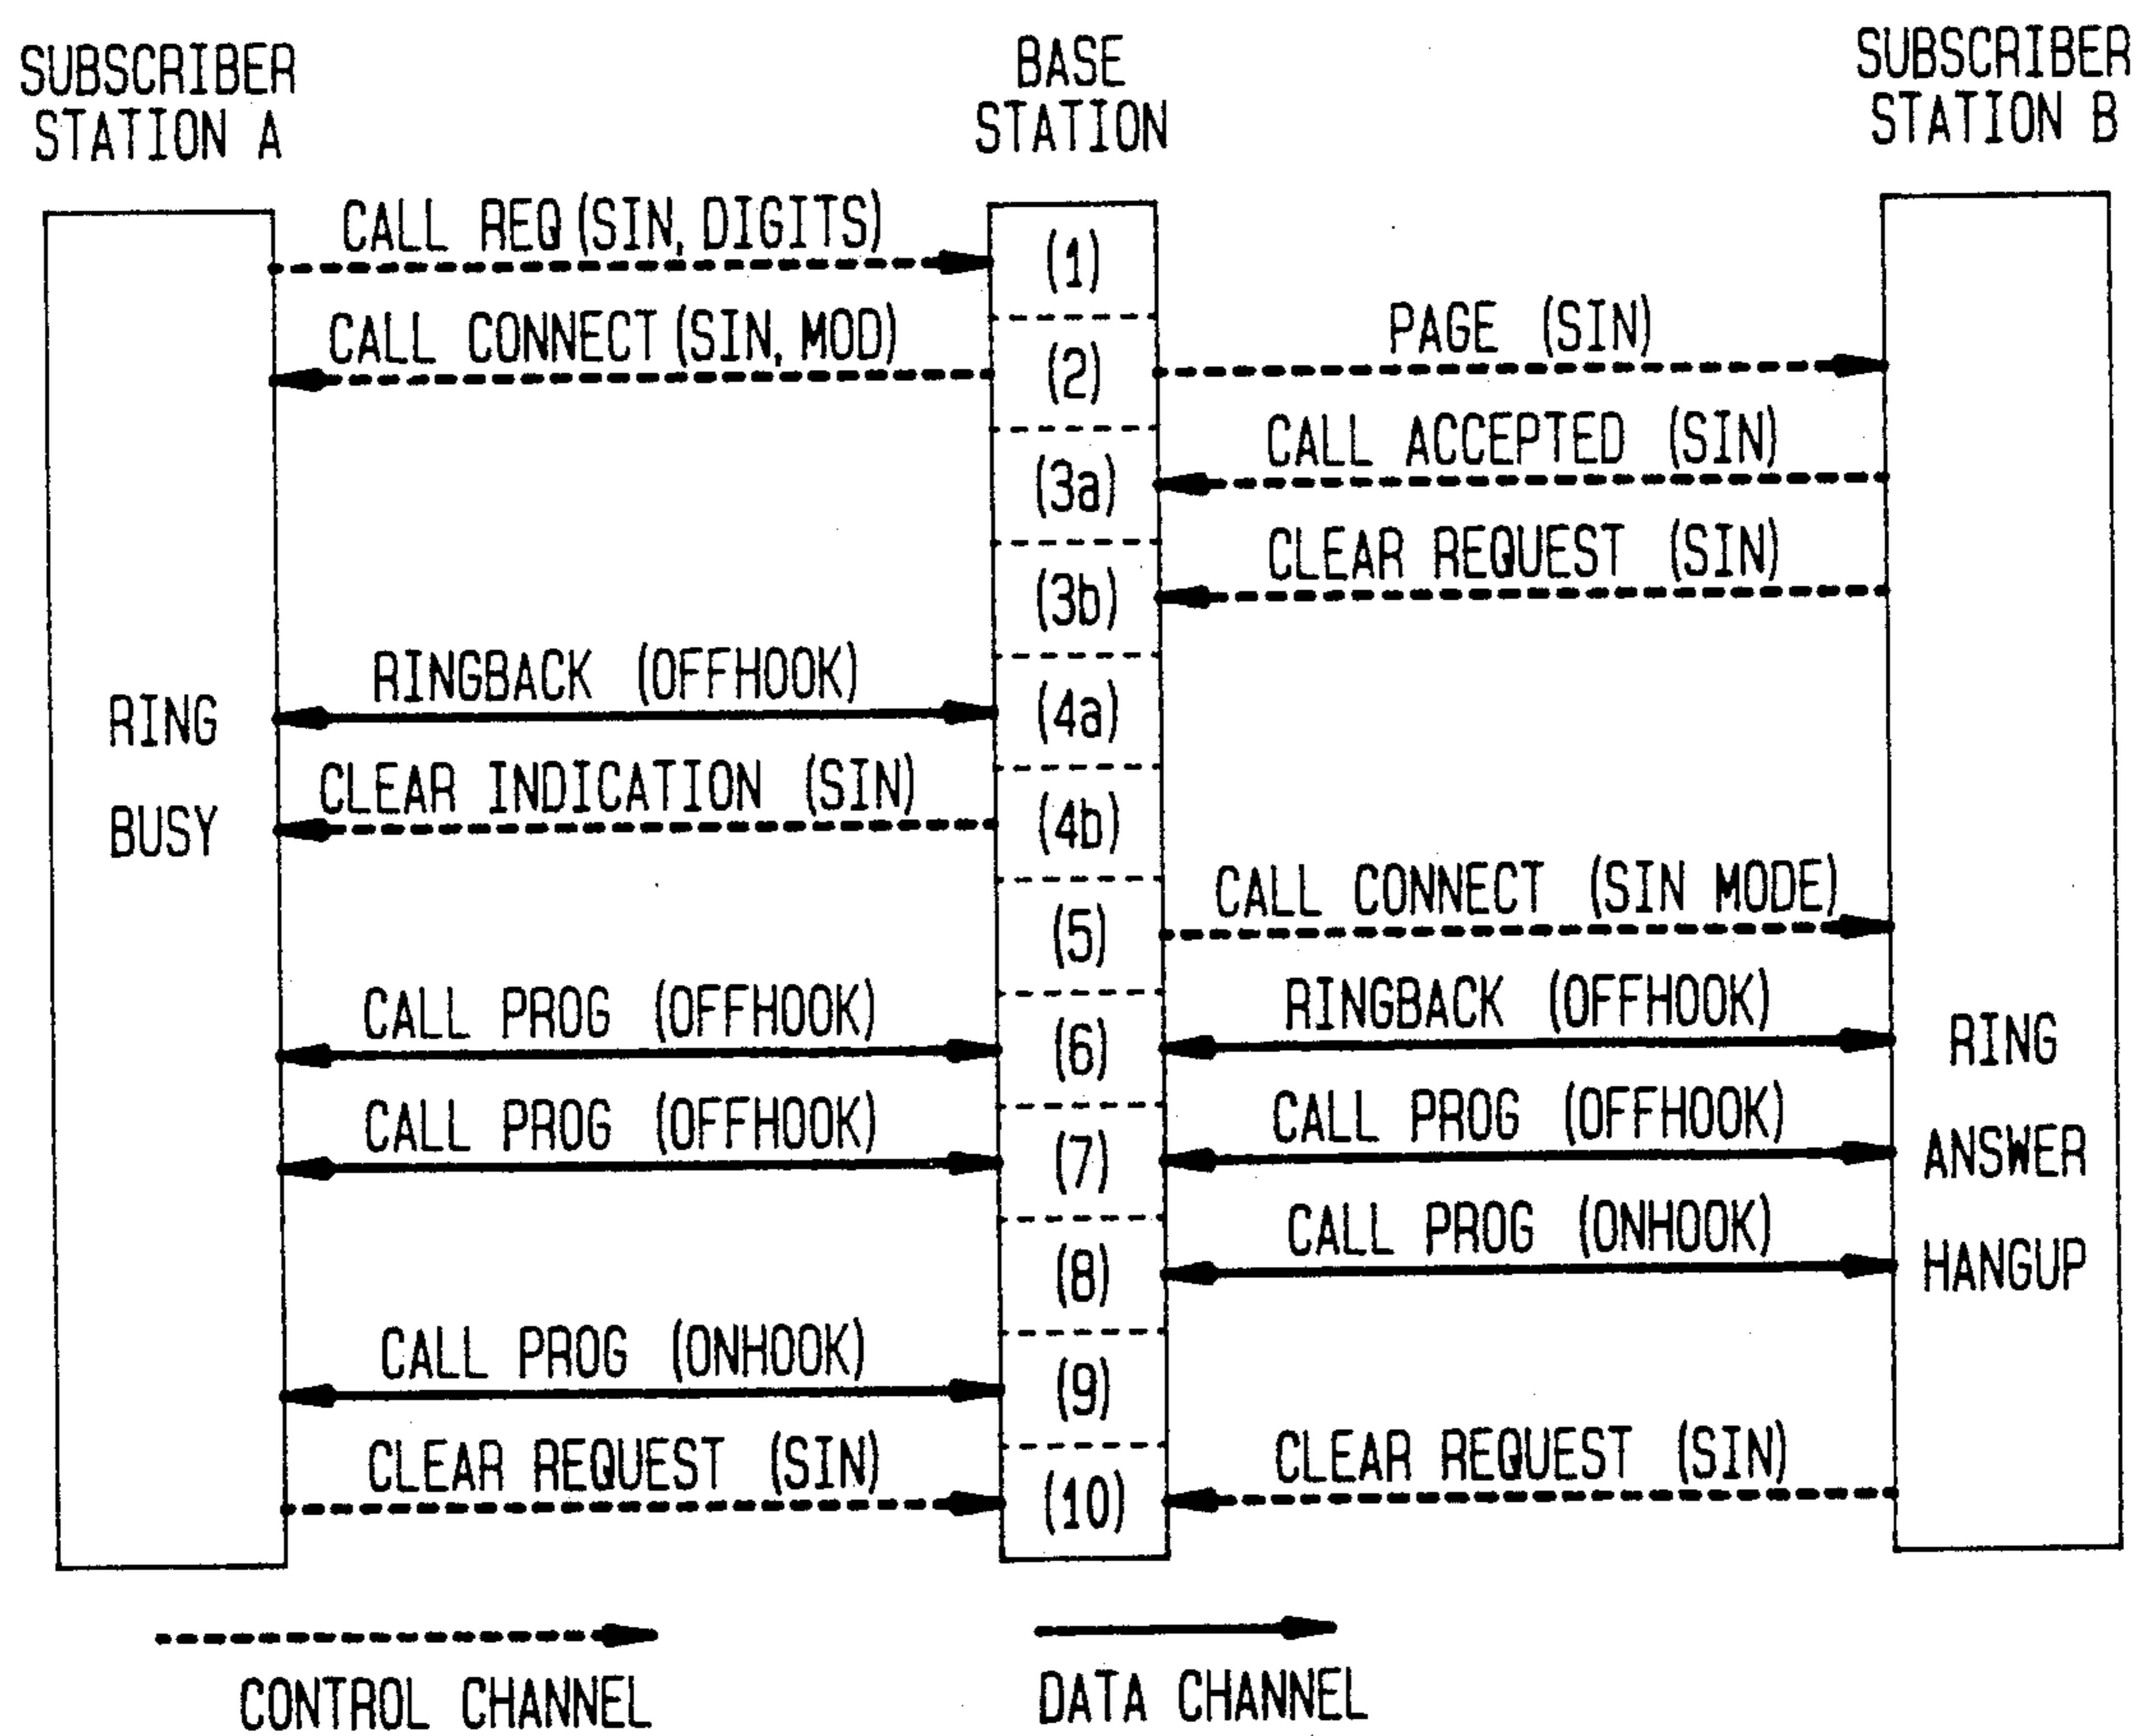 SUBSCRIBER
STATION A
BASE
STATION
SUBSCRIBER
STATION B
CALL REQ (SIN, DIGITS)
(1)
CALL CONNECT (SIN, MOD)
(2)
PAGE (SIN)
(3a)
CALL ACCEPTED (SIN)
(3b)
CLEAR REQUEST (SIN)
RING
RINGBACK (OFFHOOK)
(4a)
BUSY
CLEAR INDICATION (SIN)
(4b)
(5)
CALL CONNECT (SIN MODE)
CALL PROG (OFFHOOK)
(6)
RINGBACK (OFFHOOK)
RING
CALL PROG (OFFHOOK)
(7)
CALL PROG (OFFHOOK)
ANSWER
(8)
CALL PROG (ONHOOK)
HANGUP
CALL PROG (ONHOOK)
(9)
CLEAR REQUEST (SIN)
(10)
CLEAR REQUEST (SIN)
CONTROL CHANNEL
DATA CHANNEL